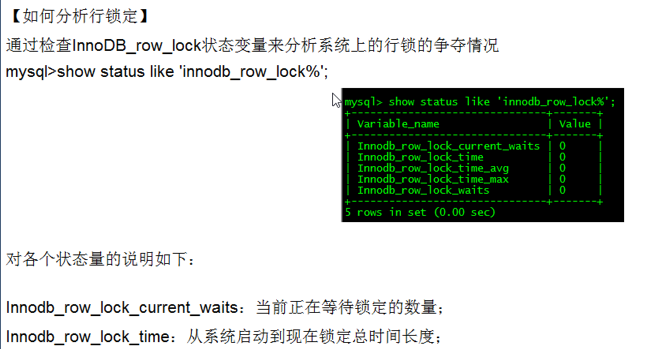 【如何分析行锁定】
通过检查InnoDB_row_lock状态变量来分析系统上的行锁的争夺情况
mysql>show status like 'innodb_row_lock%';
mysql> show status like 'innodb_row_lock%';
+-------------------------------+-------+
| Variable_name | Value |
+-------------------------------+-------+
| Innodb_row_lock_current_waits | 0 |
| Innodb_row_lock_time | 0 |
| Innodb_row_lock_time_avg | 0 |
| Innodb_row_lock_time_max | 0 |
| Innodb_row_lock_waits | 0 |
+-------------------------------+-------+
5 rows in set (0.00 sec)
对各个状态量的说明如下：
Innodb_row_lock_current_waits：当前正在等待锁定的数量；
Innodb_row_lock_time：从系统启动到现在锁定总时间长度；